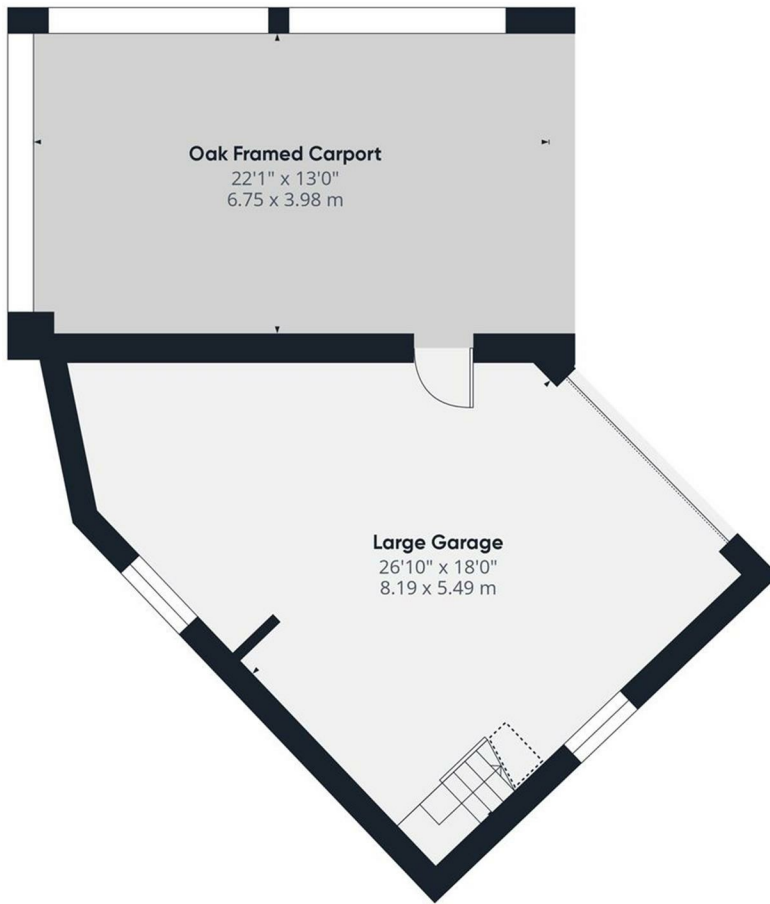 Oak Framed Carport
22'1" x 13'0"
6.75 x 3.98 m
Large Garage
26'10" x 18'0"
8.19 x 5.49 m